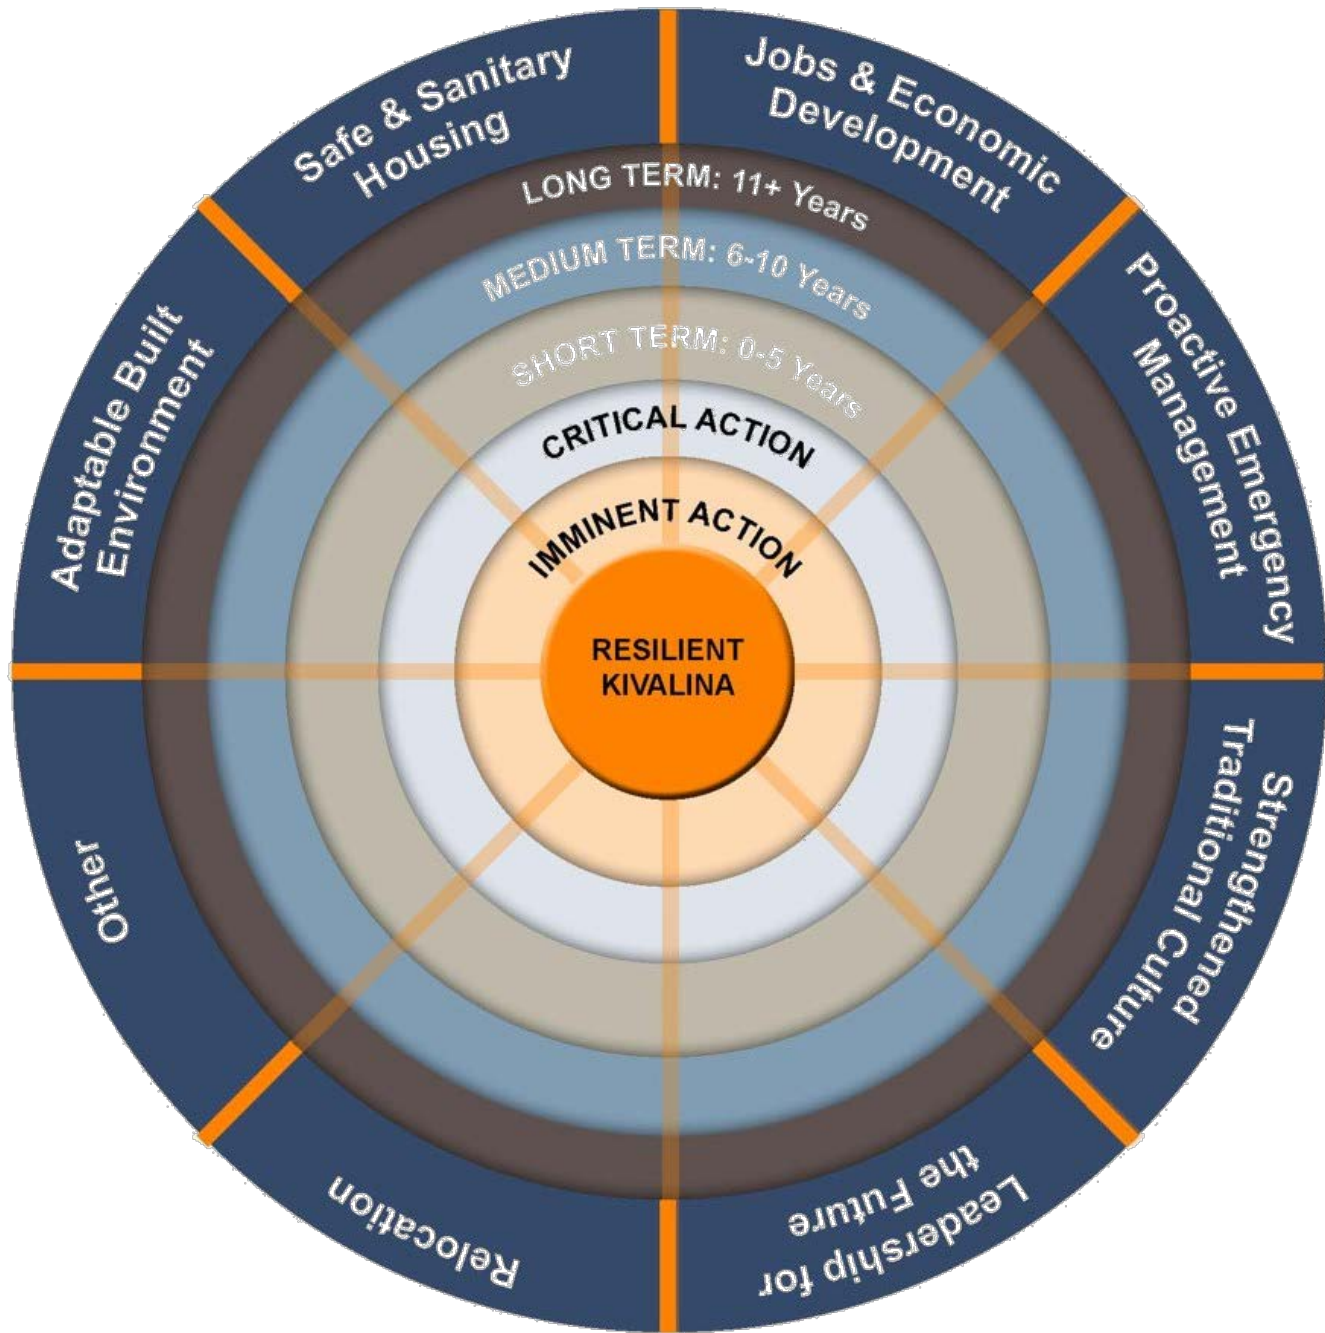 Safe & Sanitary
Housing
Jobs & Economic
Development
Proactive Emergency
Management
Strengthened
Traditional Culture
Leadership for
the Future
Relocation
Other
Adaptable Built
Environment
LONG TERM: 11+ Years
MEDIUM TERM: 6-10 Years
SHORT TERM: 0-5 Years
CRITICAL ACTION
IMMINENT ACTION
RESILIENT
KIVALINA